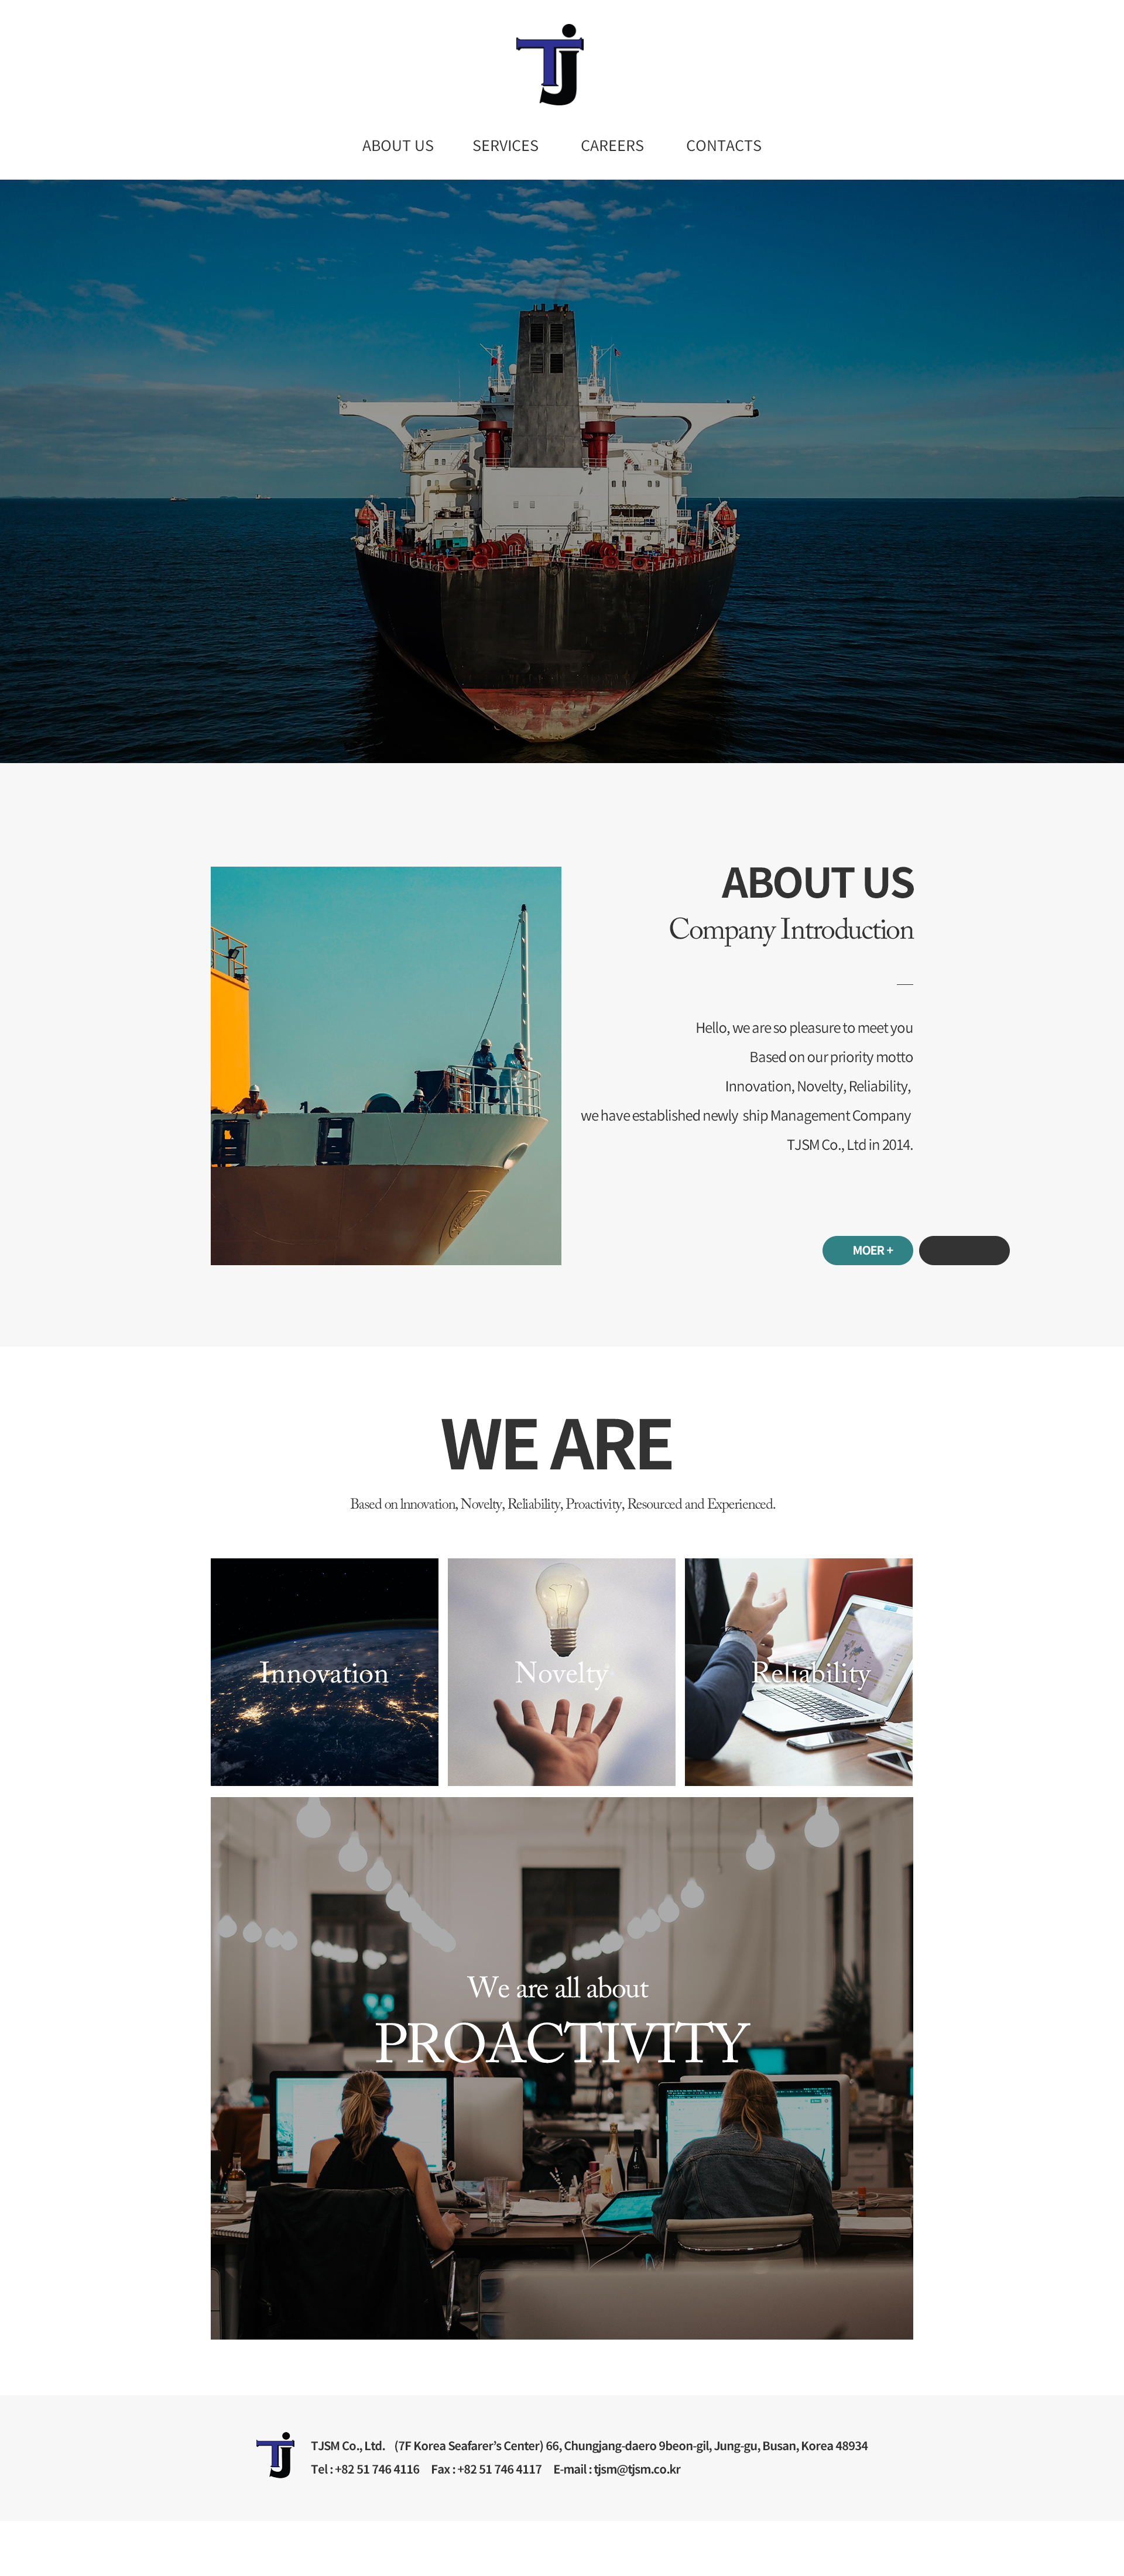 TJ
ABOUT US SERVICES CAREERS CONTACTS
ABOUT US
Company Introduction
Hello, we are so pleasure to meet you
Based on our priority motto
Innovation, Novelty, Reliability,
we have established newly ship Management Company
TJSM Co., Ltd in 2014.
MOER +
WE ARE
Based on lnnovation, Novelty, Reliability, Proactivity, Resourced and Experienced.
Innovation Novelty Reliability
We are all about
PROACTIVITY
TJ
TJSM Co., Ltd. (7F Korea Seafarer’s Center) 66, Chungjang-daero 9beon-gil, Jung-gu, Busan, Korea 48934
Tel : +82 51 746 4116 Fax : +82 51 746 4117 E-mail : tjsm@tjsm.co.kr